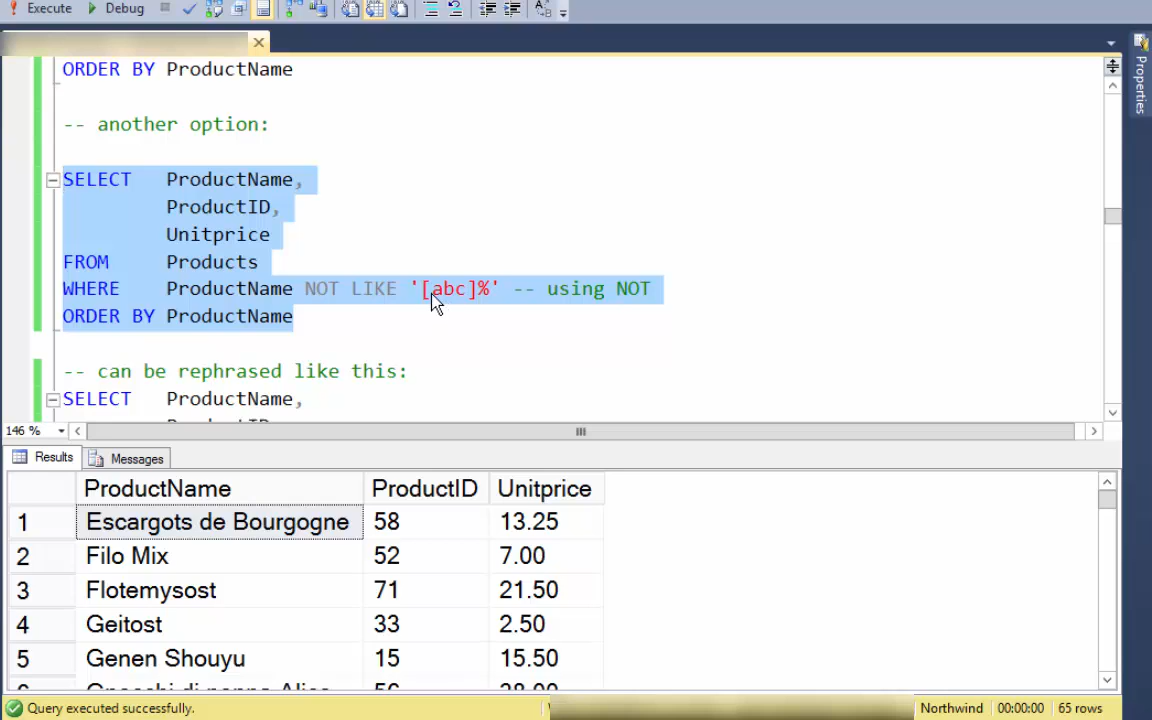 Execute Debug
ORDER BY ProductName
-- another option:
SELECT ProductName,
ProductID,
Unitprice
FROM Products
WHERE ProductName NOT LIKE '[abc]%' -- using NOT
ORDER BY ProductName
-- can be rephrased like this:
SELECT ProductName,
Properties
146 %
Results Messages
ProductName ProductID Unitprice
1 Escargots de Bourgogne 58 13.25
2 Filo Mix 52 7.00
3 Flotemysost 71 21.50
4 Geitost 33 2.50
5 Genen Shouyu 15 15.50
Query executed successfully. Northwind 00:00:00 65 rows